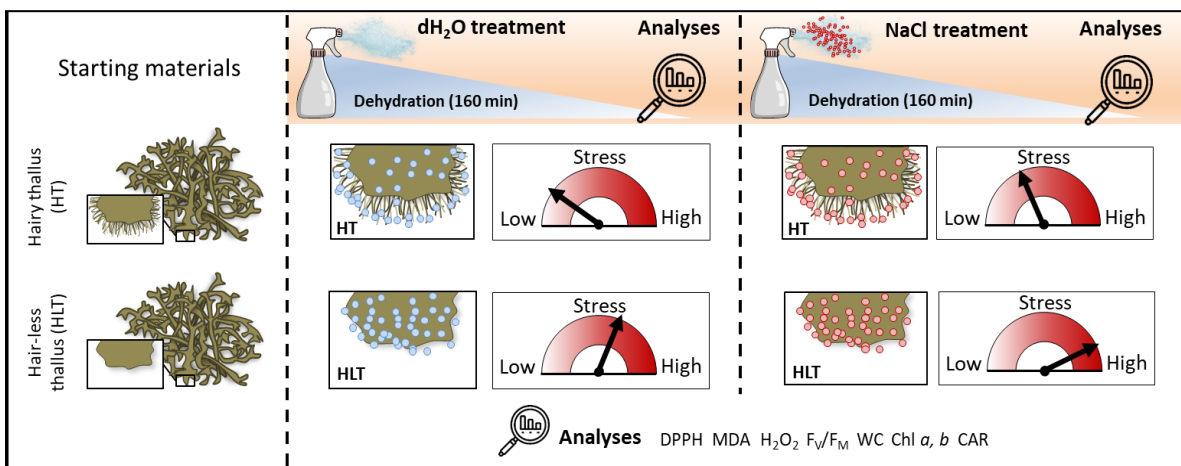 Starting materials
dH₂O treatment
Analyses
Dehydration (160 min)
NaCl treatment
Analyses
Dehydration (160 min)
Hairy thallus
(HT)
HT
Stress
Low
High
HT
Stress
Low
High
Hair-less
thallus (HLT)
HLT
Stress
Low
High
HLT
Stress
Low
High
Analyses DPPH MDA H₂O₂ Fᵥ/Fₘ WC Chl a, b CAR